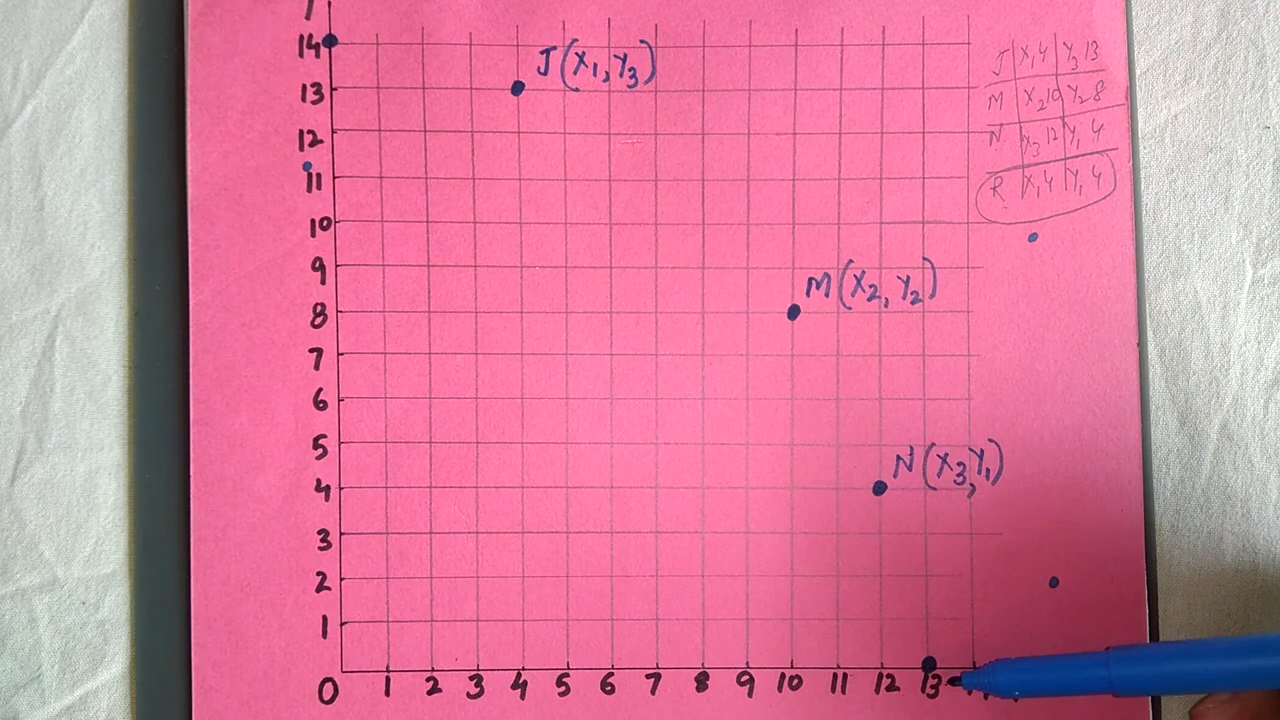 14
J(X1,Y3)
J X1 4 Y3 13
13
M X2 10 Y2 8
12
N X3 12 Y1 4
11
R X1 4 Y1 4
10
9
M(X2,Y2)
8
7
6
5
N(X3,Y1)
4
3
2
1
0 1 2 3 4 5 6 7 8 9 10 11 12 13